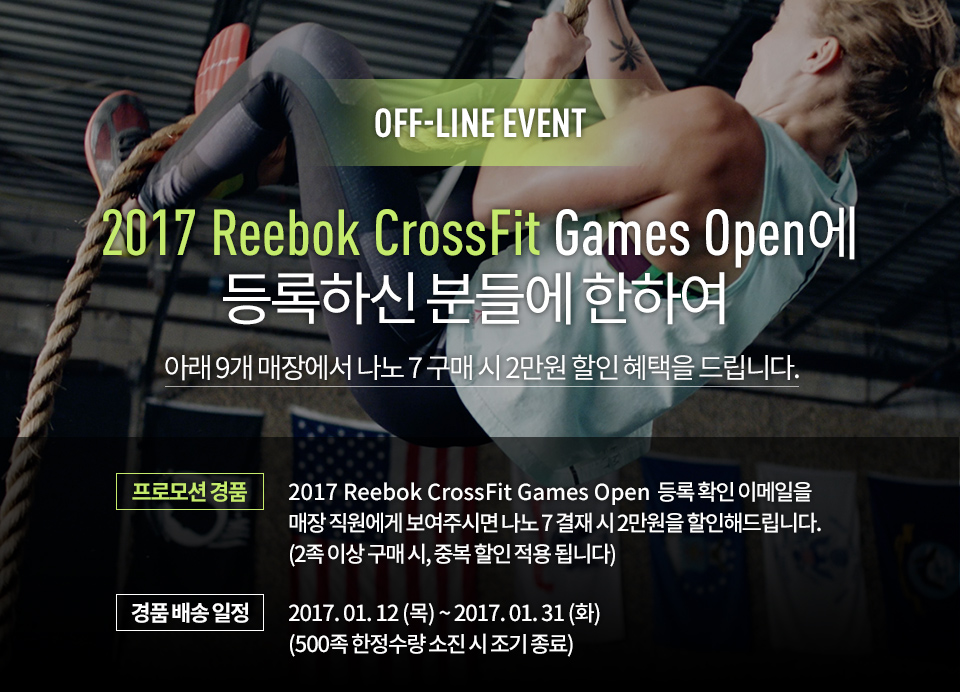 OFF-LINE EVENT
2017 Reebok CrossFit Games Open에
등록하신 분들에 한하여
아래 9개 매장에서 나노 7 구매 시 2만원 할인 혜택을 드립니다.
프로모션 경품
2017 Reebok CrossFit Games Open 등록 확인 이메일을
매장 직원에게 보여주시면 나노 7 결재 시 2만원을 할인해드립니다.
(2족 이상 구매 시, 중복 할인 적용 됩니다)
경품 배송 일정
2017. 01. 12 (목) ~ 2017. 01. 31 (화)
(500족 한정수량 소진 시 조기 종료)